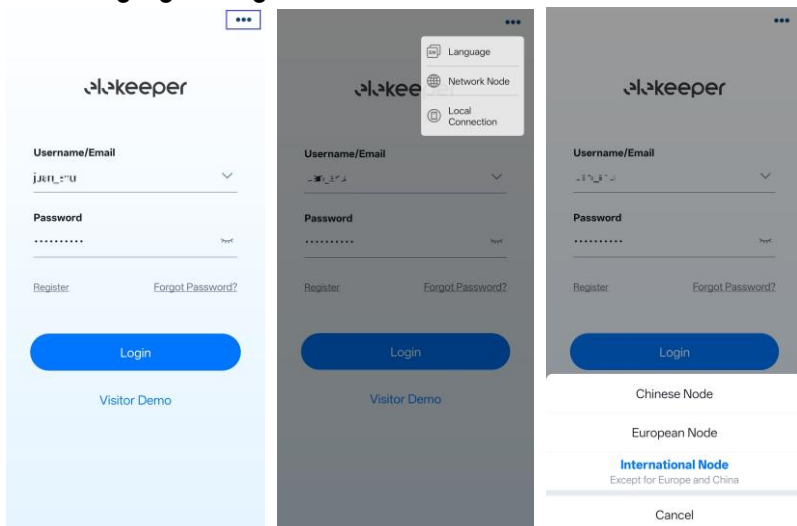 •••
elekeeper
Username/Email
Password
••••••••••
Register Forgot Password?
Login
Visitor Demo
•••
Language
Network Node
Local
Connection
Username/Email
Password
••••••••••
Register Forgot Password?
Login
Visitor Demo
•••
elekeeper
Username/Email
Password
••••••••••
Register Forgot Password?
Login
Chinese Node
European Node
International Node
Except for Europe and China
Cancel